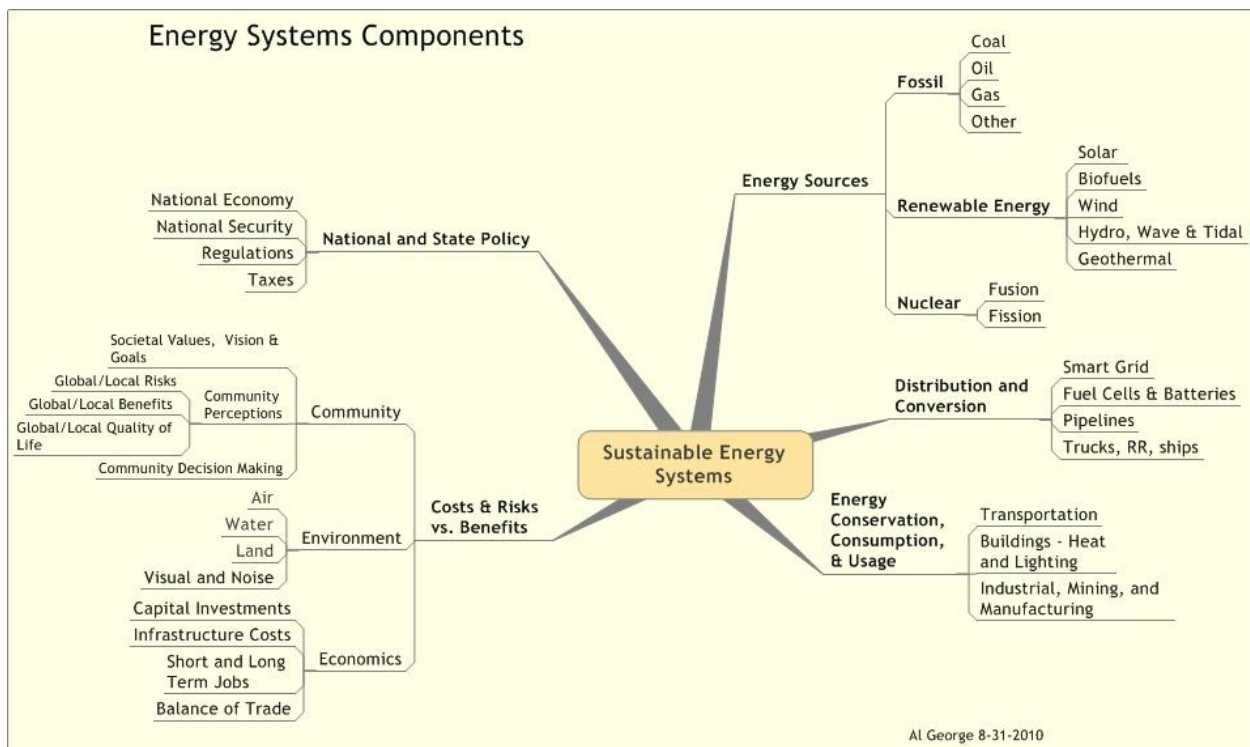 Energy Systems Components
Sustainable Energy
Systems
Energy Sources
Fossil
Coal
Oil
Gas
Other
Renewable Energy
Solar
Biofuels
Wind
Hydro, Wave & Tidal
Geothermal
Nuclear
Fusion
Fission
Distribution and
Conversion
Smart Grid
Fuel Cells & Batteries
Pipelines
Trucks, RR, ships
Energy
Conservation,
Consumption,
& Usage
Transportation
Buildings - Heat
and Lighting
Industrial, Mining, and
Manufacturing
National and State Policy
National Economy
National Security
Regulations
Taxes
Costs & Risks
vs. Benefits
Community
Societal Values, Vision &
Goals
Community
Perceptions
Global/Local Risks
Global/Local Benefits
Global/Local Quality of
Life
Community Decision Making
Environment
Air
Water
Land
Visual and Noise
Economics
Capital Investments
Infrastructure Costs
Short and Long
Term Jobs
Balance of Trade
Al George 8-31-2010